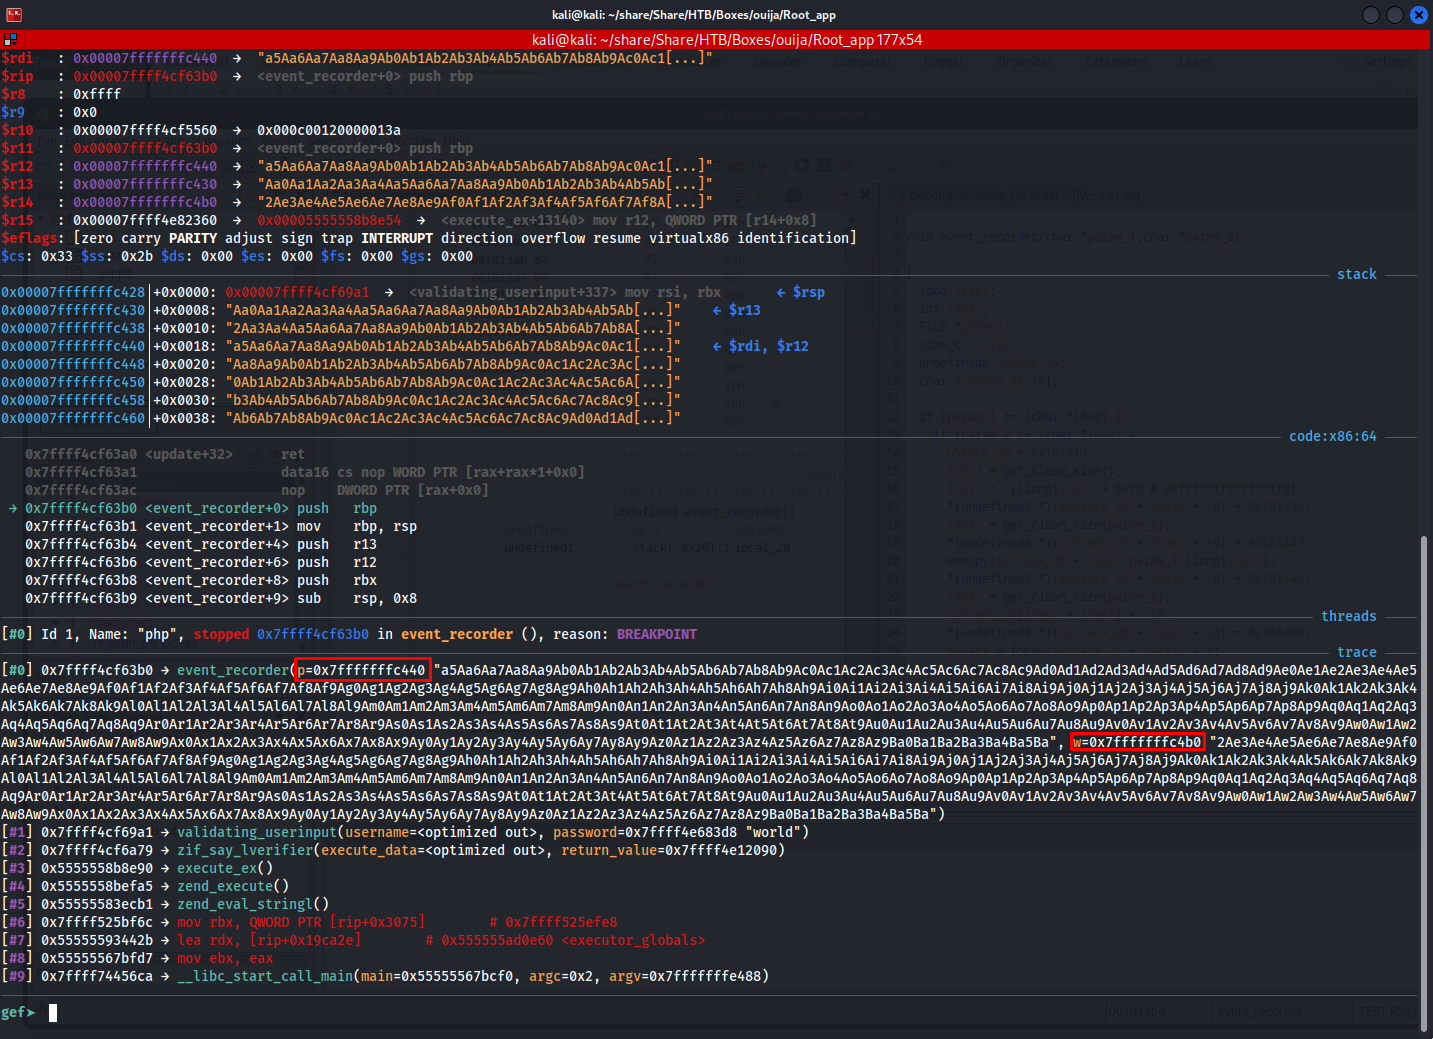 kali@kali: ~/share/Share/HTB/Boxes/ouija/Root_app
kali@kali: ~/share/Share/HTB/Boxes/ouija/Root_app 177x54
$rdi   : 0x00007fffffffc440  →  "a5Aa6Aa7Aa8Aa9Ab0Ab1Ab2Ab3Ab4Ab5Ab6Ab7Ab8Ab9Ac0Ac1[...]"
$rip   : 0x00007ffff4cf63b0  →  <event_recorder+0> push rbp
$r8    : 0xffff
$r9    : 0x0
$r10   : 0x00007ffff4cf5560  →  0x000c00120000013a
$r11   : 0x00007ffff4cf63b0  →  <event_recorder+0> push rbp
$r12   : 0x00007fffffffc440  →  "a5Aa6Aa7Aa8Aa9Ab0Ab1Ab2Ab3Ab4Ab5Ab6Ab7Ab8Ab9Ac0Ac1[...]"
$r13   : 0x00007fffffffc430  →  "Aa0Aa1Aa2Aa3Aa4Aa5Aa6Aa7Aa8Aa9Ab0Ab1Ab2Ab3Ab4Ab5Ab[...]"
$r14   : 0x00007fffffffc4b0  →  "2Ae3Ae4Ae5Ae6Ae7Ae8Ae9Af0Af1Af2Af3Af4Af5Af6Af7Af8A[...]"
$r15   : 0x00007ffff4e82360  →  0x00005555558b8e54  →  <execute_ex+13140> mov r12, QWORD PTR [r14+0x8]
$eflags: [zero carry PARITY adjust sign trap INTERRUPT direction overflow resume virtualx86 identification]
$cs: 0x33 $ss: 0x2b $ds: 0x00 $es: 0x00 $fs: 0x00 $gs: 0x00
stack
0x00007fffffffc428│+0x0000: 0x00007ffff4cf69a1  →  <validating_userinput+337> mov rsi, rbx	 ← $rsp
0x00007fffffffc430│+0x0008: "Aa0Aa1Aa2Aa3Aa4Aa5Aa6Aa7Aa8Aa9Ab0Ab1Ab2Ab3Ab4Ab5Ab[...]"	 ← $r13
0x00007fffffffc438│+0x0010: "2Aa3Aa4Aa5Aa6Aa7Aa8Aa9Ab0Ab1Ab2Ab3Ab4Ab5Ab6Ab7Ab8A[...]"
0x00007fffffffc440│+0x0018: "a5Aa6Aa7Aa8Aa9Ab0Ab1Ab2Ab3Ab4Ab5Ab6Ab7Ab8Ab9Ac0Ac1[...]"	 ← $rdi, $r12
0x00007fffffffc448│+0x0020: "Aa8Aa9Ab0Ab1Ab2Ab3Ab4Ab5Ab6Ab7Ab8Ab9Ac0Ac1Ac2Ac3Ac[...]"
0x00007fffffffc450│+0x0028: "0Ab1Ab2Ab3Ab4Ab5Ab6Ab7Ab8Ab9Ac0Ac1Ac2Ac3Ac4Ac5Ac6A[...]"
0x00007fffffffc458│+0x0030: "b3Ab4Ab5Ab6Ab7Ab8Ab9Ac0Ac1Ac2Ac3Ac4Ac5Ac6Ac7Ac8Ac9[...]"
0x00007fffffffc460│+0x0038: "Ab6Ab7Ab8Ab9Ac0Ac1Ac2Ac3Ac4Ac5Ac6Ac7Ac8Ac9Ad0Ad1Ad[...]"
code:x86:64
0x7ffff4cf63a0 <update+32>      ret
0x7ffff4cf63a1                  data16 cs nop WORD PTR [rax+rax*1+0x0]
0x7ffff4cf63ac                  nop    DWORD PTR [rax+0x0]
→ 0x7ffff4cf63b0 <event_recorder+0> push   rbp
0x7ffff4cf63b1 <event_recorder+1> mov    rbp, rsp
0x7ffff4cf63b4 <event_recorder+4> push   r13
0x7ffff4cf63b6 <event_recorder+6> push   r12
0x7ffff4cf63b8 <event_recorder+8> push   rbx
0x7ffff4cf63b9 <event_recorder+9> sub    rsp, 0x8
threads
[#0] Id 1, Name: "php", stopped 0x7ffff4cf63b0 in event_recorder (), reason: BREAKPOINT
trace
[#0] 0x7ffff4cf63b0 → event_recorder(p=0x7fffffffc440 "a5Aa6Aa7Aa8Aa9Ab0Ab1Ab2Ab3Ab4Ab5Ab6Ab7Ab8Ab9Ac0Ac1Ac2Ac3Ac4Ac5Ac6Ac7Ac8Ac9Ad0Ad1Ad2Ad3Ad4Ad5Ad6Ad7Ad8Ad9Ae0Ae1Ae2Ae3Ae4Ae5
Ae6Ae7Ae8Ae9Af0Af1Af2Af3Af4Af5Af6Af7Af8Af9Ag0Ag1Ag2Ag3Ag4Ag5Ag6Ag7Ag8Ag9Ah0Ah1Ah2Ah3Ah4Ah5Ah6Ah7Ah8Ah9Ai0Ai1Ai2Ai3Ai4Ai5Ai6Ai7Ai8Ai9Aj0Aj1Aj2Aj3Aj4Aj5Aj6Aj7Aj8Aj9Ak0Ak1Ak2Ak3Ak4
Ak5Ak6Ak7Ak8Ak9Al0Al1Al2Al3Al4Al5Al6Al7Al8Al9Am0Am1Am2Am3Am4Am5Am6Am7Am8Am9An0An1An2An3An4An5An6An7An8An9Ao0Ao1Ao2Ao3Ao4Ao5Ao6Ao7Ao8Ao9Ap0Ap1Ap2Ap3Ap4Ap5Ap6Ap7Ap8Ap9Aq0Aq1Aq2Aq3
Aq4Aq5Aq6Aq7Aq8Aq9Ar0Ar1Ar2Ar3Ar4Ar5Ar6Ar7Ar8Ar9As0As1As2As3As4As5As6As7As8As9At0At1At2At3At4At5At6At7At8At9Au0Au1Au2Au3Au4Au5Au6Au7Au8Au9Av0Av1Av2Av3Av4Av5Av6Av7Av8Av9Aw0Aw1Aw2
Aw3Aw4Aw5Aw6Aw7Aw8Aw9Ax0Ax1Ax2Ax3Ax4Ax5Ax6Ax7Ax8Ax9Ay0Ay1Ay2Ay3Ay4Ay5Ay6Ay7Ay8Ay9Az0Az1Az2Az3Az4Az5Az6Az7Az8Az9Ba0Ba1Ba2Ba3Ba4Ba5Ba", w=0x7fffffffc4b0 "2Ae3Ae4Ae5Ae6Ae7Ae8Ae9Af0
Af1Af2Af3Af4Af5Af6Af7Af8Af9Ag0Ag1Ag2Ag3Ag4Ag5Ag6Ag7Ag8Ag9Ah0Ah1Ah2Ah3Ah4Ah5Ah6Ah7Ah8Ah9Ai0Ai1Ai2Ai3Ai4Ai5Ai6Ai7Ai8Ai9Aj0Aj1Aj2Aj3Aj4Aj5Aj6Aj7Aj8Aj9Ak0Ak1Ak2Ak3Ak4Ak5Ak6Ak7Ak8Ak9
Al0Al1Al2Al3Al4Al5Al6Al7Al8Al9Am0Am1Am2Am3Am4Am5Am6Am7Am8Am9An0An1An2An3An4An5An6An7An8An9Ao0Ao1Ao2Ao3Ao4Ao5Ao6Ao7Ao8Ao9Ap0Ap1Ap2Ap3Ap4Ap5Ap6Ap7Ap8Ap9Aq0Aq1Aq2Aq3Aq4Aq5Aq6Aq7Aq8
Aq9Ar0Ar1Ar2Ar3Ar4Ar5Ar6Ar7Ar8Ar9As0As1As2As3As4As5As6As7As8As9At0At1At2At3At4At5At6At7At8At9Au0Au1Au2Au3Au4Au5Au6Au7Au8Au9Av0Av1Av2Av3Av4Av5Av6Av7Av8Av9Aw0Aw1Aw2Aw3Aw4Aw5Aw6Aw7
Aw8Aw9Ax0Ax1Ax2Ax3Ax4Ax5Ax6Ax7Ax8Ax9Ay0Ay1Ay2Ay3Ay4Ay5Ay6Ay7Ay8Ay9Az0Az1Az2Az3Az4Az5Az6Az7Az8Az9Ba0Ba1Ba2Ba3Ba4Ba5Ba")
[#1] 0x7ffff4cf69a1 → validating_userinput(username=<optimized out>, password=0x7ffff4e683d8 "world")
[#2] 0x7ffff4cf6a79 → zif_say_lverifier(execute_data=<optimized out>, return_value=0x7ffff4e12090)
[#3] 0x5555558b8e90 → execute_ex()
[#4] 0x5555558befa5 → zend_execute()
[#5] 0x55555583ecb1 → zend_eval_stringl()
[#6] 0x7ffff525bf6c → mov rbx, QWORD PTR [rip+0x3075]        # 0x7ffff525efe8
[#7] 0x55555593442b → lea rdx, [rip+0x19ca2e]        # 0x555555ad0e60 <executor_globals>
[#8] 0x55555567bfd7 → mov ebx, eax
[#9] 0x7ffff74456ca → __libc_start_call_main(main=0x55555567bcf0, argc=0x2, argv=0x7fffffffe488)
gef➤